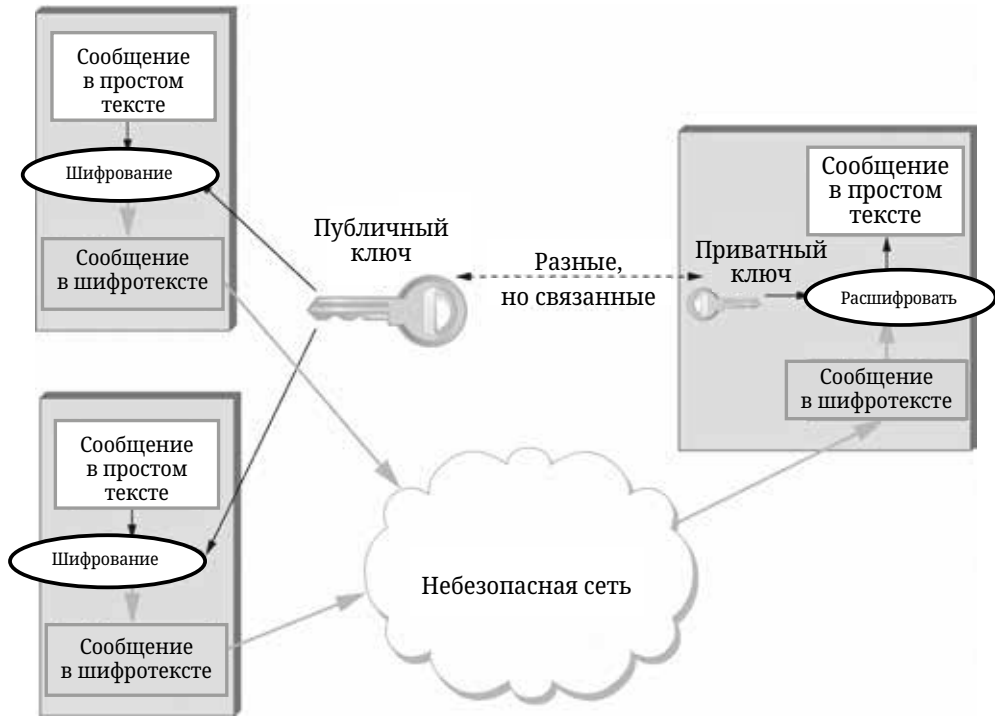 Сообщение
в простом
тексте
Шифрование
Сообщение
в шифротексте
Публичный
ключ
Разные,
но связанные
Приватный
ключ
Сообщение
в простом
тексте
Расшифровать
Сообщение
в шифротексте
Сообщение
в простом
тексте
Шифрование
Сообщение
в шифротексте
Небезопасная сеть